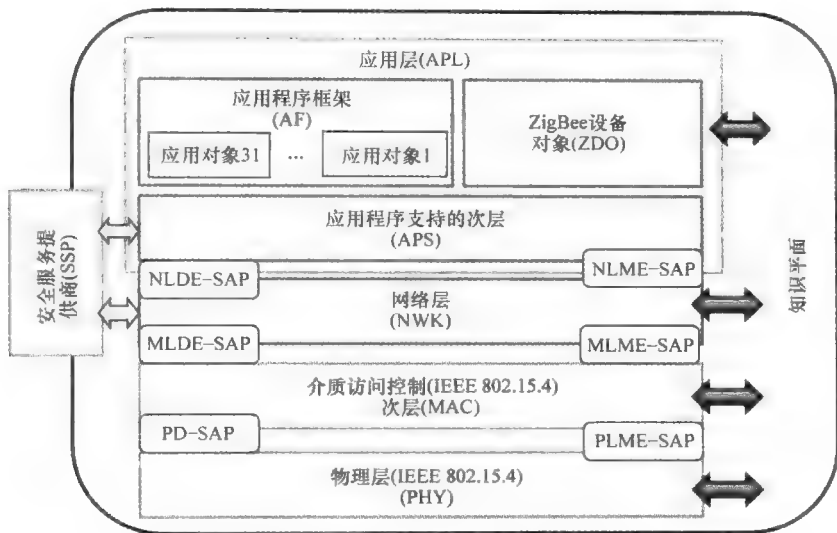 应用层(APL)
应用程序框架
(AF)
应用对象31
…
应用对象1
ZigBee设备
对象(ZDO)
应用程序支持的次层
(APS)
安全服务提
供商(SSP)
NLDE-SAP
NLME-SAP
网络层
(NWK)
MLDE-SAP
MLME-SAP
介质访问控制(IEEE 802.15.4)
次层(MAC)
PD-SAP
PLME-SAP
物理层(IEEE 802.15.4)
(PHY)
知识平面